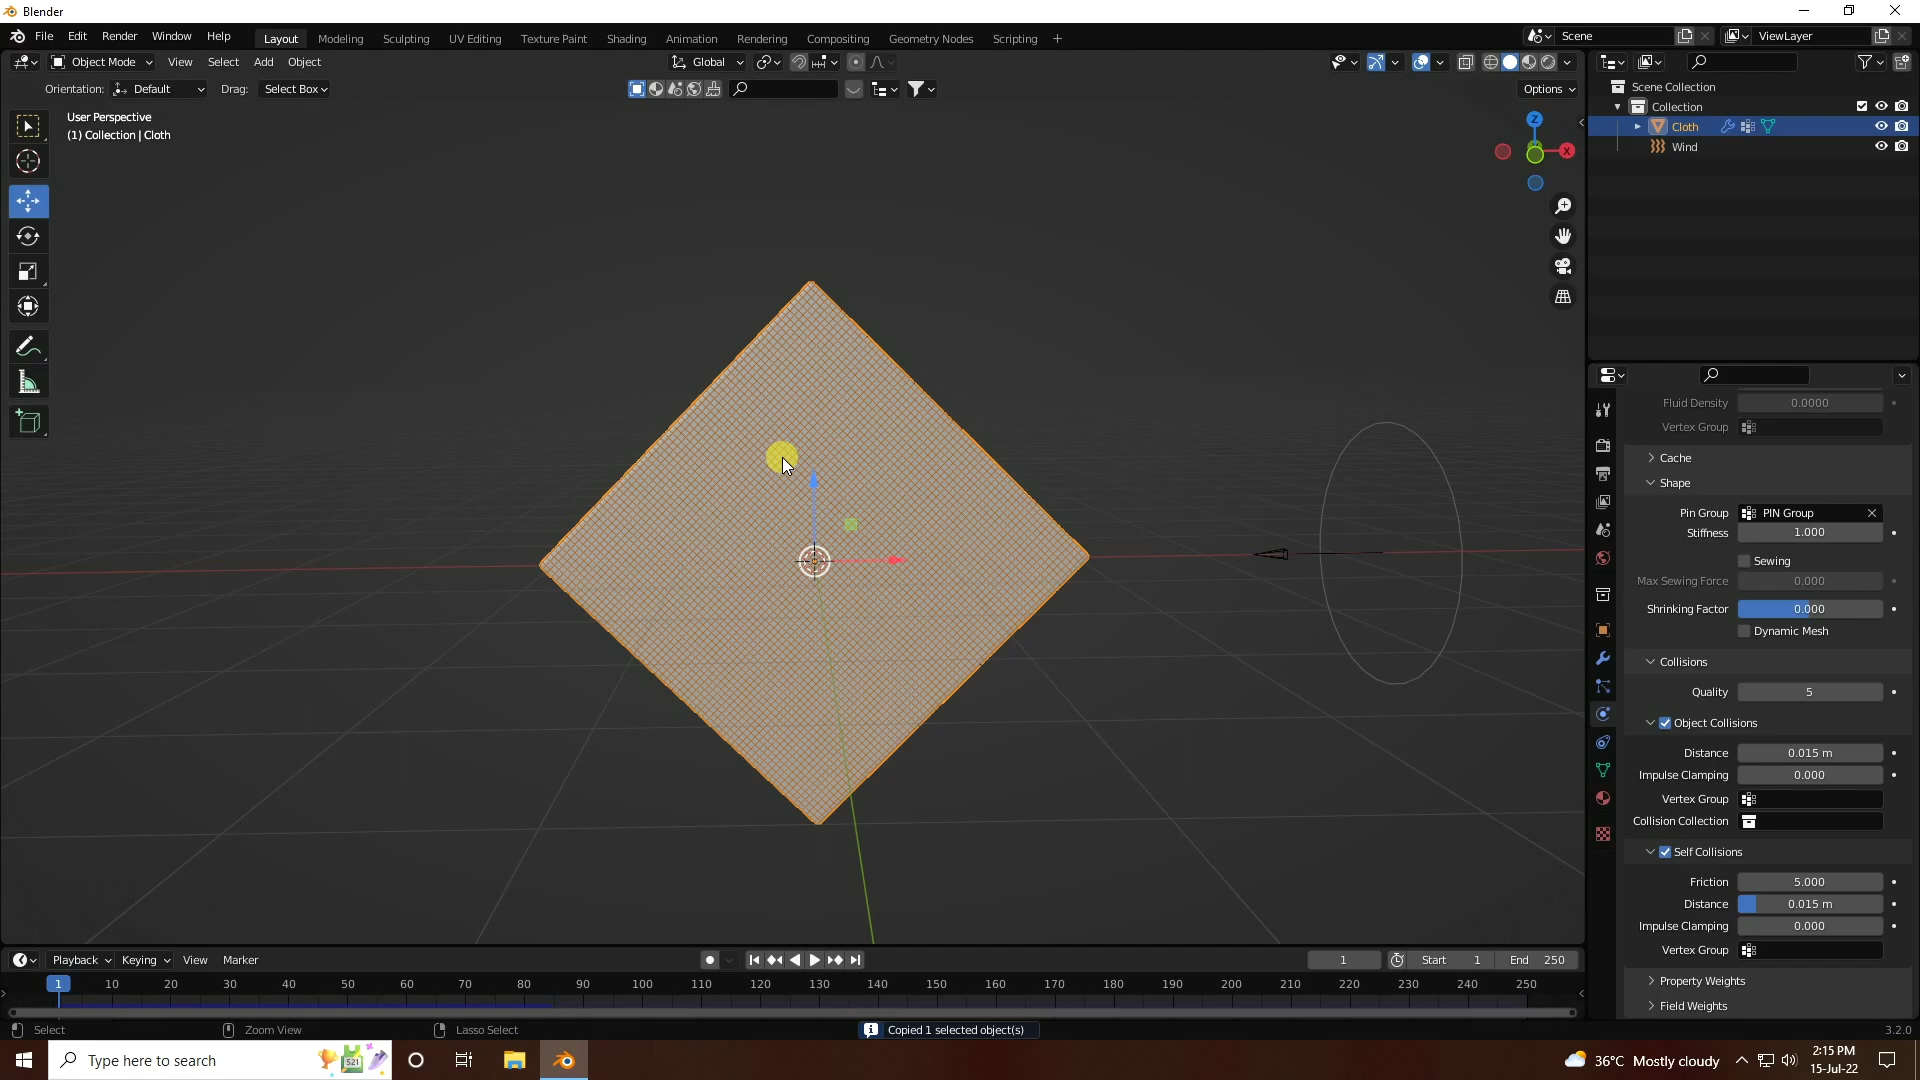 Blender
File Edit Render Window Help Layout Modeling Sculpting UV Editing Texture Paint Shading Animation Rendering Compositing Geometry Nodes Scripting + Scene ViewLayer
Object Mode View Select Add Object Global
Orientation: Default Drag: Select Box Options
User Perspective
(1) Collection | Cloth
Z
X
Scene Collection
Collection
Cloth
Wind
Fluid Density 0.0000
Vertex Group
Cache
Shape
Pin Group PIN Group
Stiffness 1.000
Sewing
Max Sewing Force 0.000
Shrinking Factor 0.000
Dynamic Mesh
Collisions
Quality 5
Object Collisions
Distance 0.015 m
Impulse Clamping 0.000
Vertex Group
Collision Collection
Self Collisions
Friction 5.000
Distance 0.015 m
Impulse Clamping 0.000
Vertex Group
Property Weights
Field Weights
Playback Keying View Marker 1 Start 1 End 250
1 10 20 30 40 50 60 70 80 90 100 110 120 130 140 150 160 170 180 190 200 210 220 230 240 250
Select Zoom View Lasso Select Copied 1 selected object(s) 3.2.0
Type here to search 36°C Mostly cloudy 2:15 PM
15-Jul-22